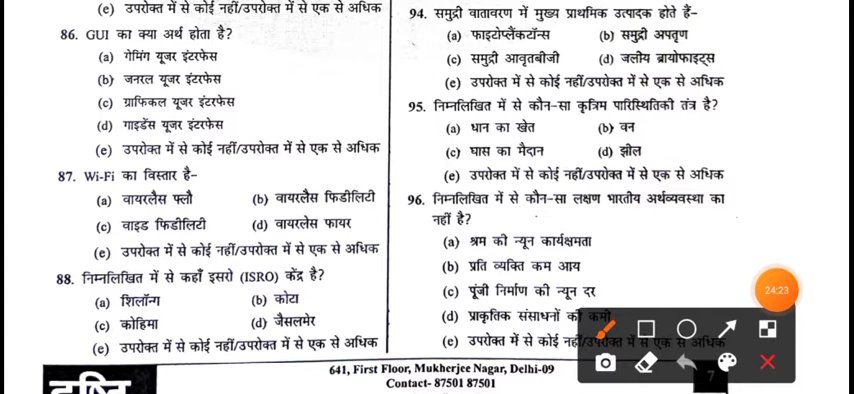 (e) उपरोक्त में से कोई नहीं/उपरोक्त में से एक से अधिक
86. GUI का क्या अर्थ होता है?
(a) गेमिंग यूजर इंटरफेस
(b) जनरल यूजर इंटरफेस
(c) ग्राफिकल यूजर इंटरफेस
(d) गाइडेंस यूजर इंटरफेस
(e) उपरोक्त में से कोई नहीं/उपरोक्त में से एक से अधिक
87. Wi-Fi का विस्तार है-
(a) वायरलैस फ्लौ (b) वायरलैस फिडीलिटी
(c) वाइड फिडीलिटी (d) वायरलेस फायर
(e) उपरोक्त में से कोई नहीं/उपरोक्त में से एक से अधिक
88. निम्नलिखित में से कहाँ इसरो (ISRO) केंद्र है?
(a) शिलॉन्ग (b) कोटा
(c) कोहिमा (d) जैसलमेर
(e) उपरोक्त में से कोई नहीं/उपरोक्त में से एक से अधिक
94. समुद्री वातावरण में मुख्य प्राथमिक उत्पादक होते हैं-
(a) फाइटोप्लैंकटॉन्स (b) समुद्री अपतृण
(c) समुद्री आवृतबीजी (d) जलीय ब्रायोफाइट्स
(e) उपरोक्त में से कोई नहीं/उपरोक्त में से एक से अधिक
95. निम्नलिखित में से कौन-सा कृत्रिम पारिस्थितिकी तंत्र है?
(a) धान का खेत (b) वन
(c) घास का मैदान (d) झील
(e) उपरोक्त में से कोई नहीं/उपरोक्त में से एक से अधिक
96. निम्नलिखित में से कौन-सा लक्षण भारतीय अर्थव्यवस्था का
नहीं है?
(a) श्रम की न्यून कार्यक्षमता
(b) प्रति व्यक्ति कम आय
(c) पूंजी निर्माण की न्यून दर
(d) प्राकृतिक संसाधनों की कमी
(e) उपरोक्त में से कोई नहीं/उपरोक्त में से एक से अधिक
24:23
641, First Floor, Mukherjee Nagar, Delhi-09
Contact- 87501 87501
7
दृष्टि